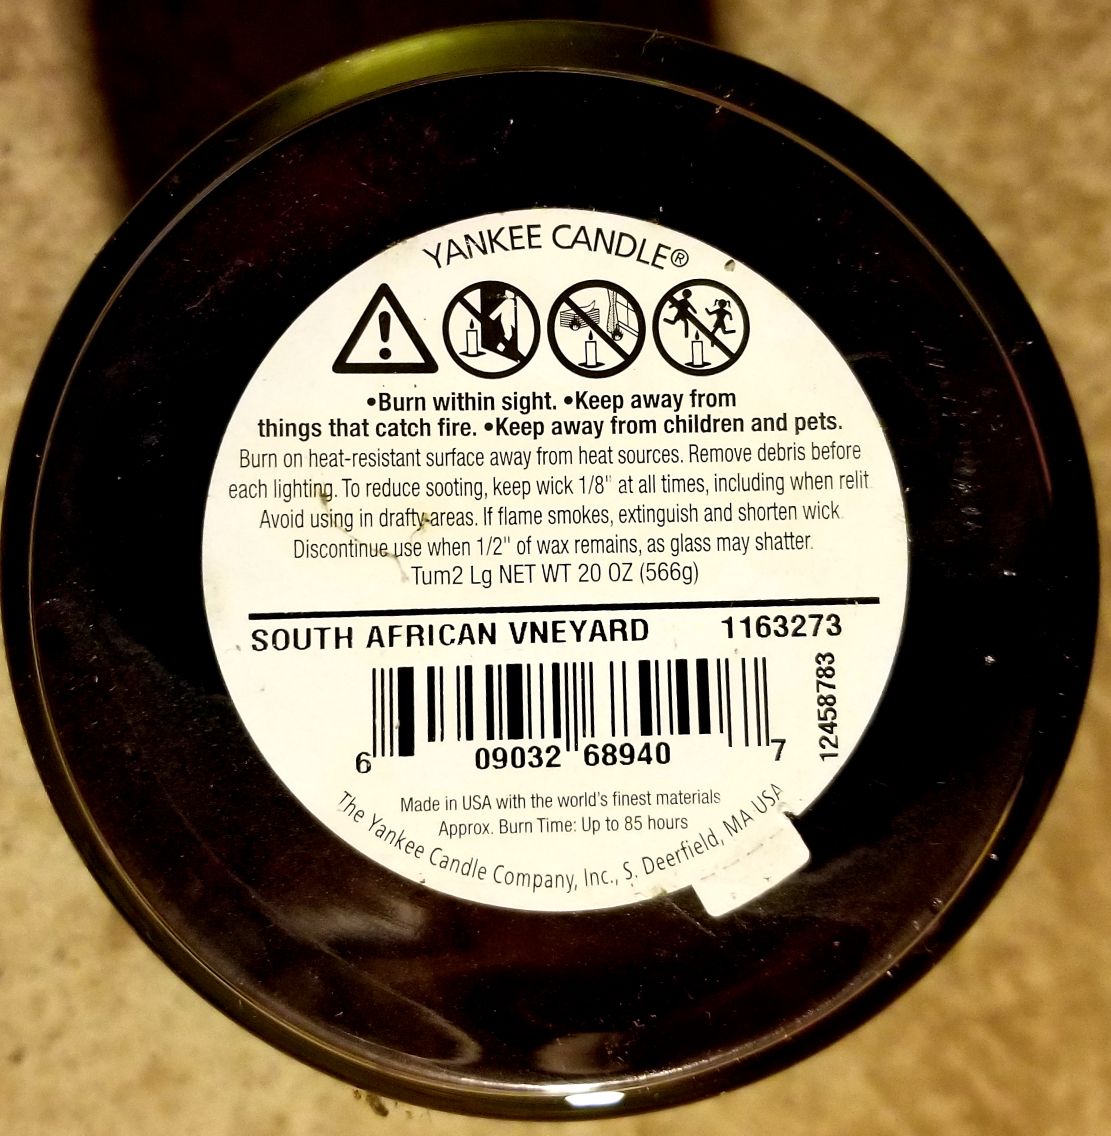 YANKEE CANDLE®
•Burn within sight. •Keep away from
things that catch fire. •Keep away from children and pets.
Burn on heat-resistant surface away from heat sources. Remove debris before
each lighting. To reduce sooting, keep wick 1/8" at all times, including when relit.
Avoid using in drafty areas. If flame smokes, extinguish and shorten wick.
Discontinue use when 1/2" of wax remains, as glass may shatter.
Tum2 Lg NET WT 20 OZ (566g)
SOUTH AFRICAN VNEYARD 1163273
12458783
6 09032 68940 7
Made in USA with the world's finest materials
Approx. Burn Time: Up to 85 hours
The Yankee Candle Company, Inc., S. Deerfield, MA USA